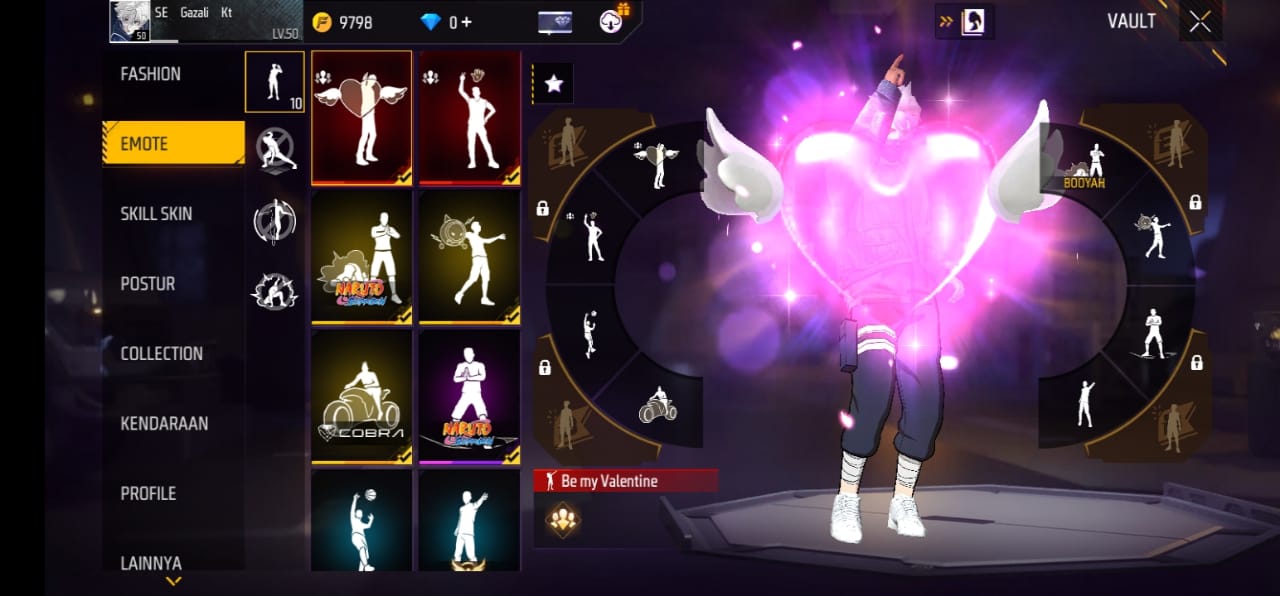 SE Gazali Kt
50
LV.50
9798
0 +
VAULT
FASHION
10
EMOTE
SKILL SKIN
POSTUR
COLLECTION
KENDARAAN
PROFILE
LAINNYA
NARUTO
SHIPPUDEN
COBRA
NARUTO
SHIPPUDEN
BOOYAH
Be my Valentine